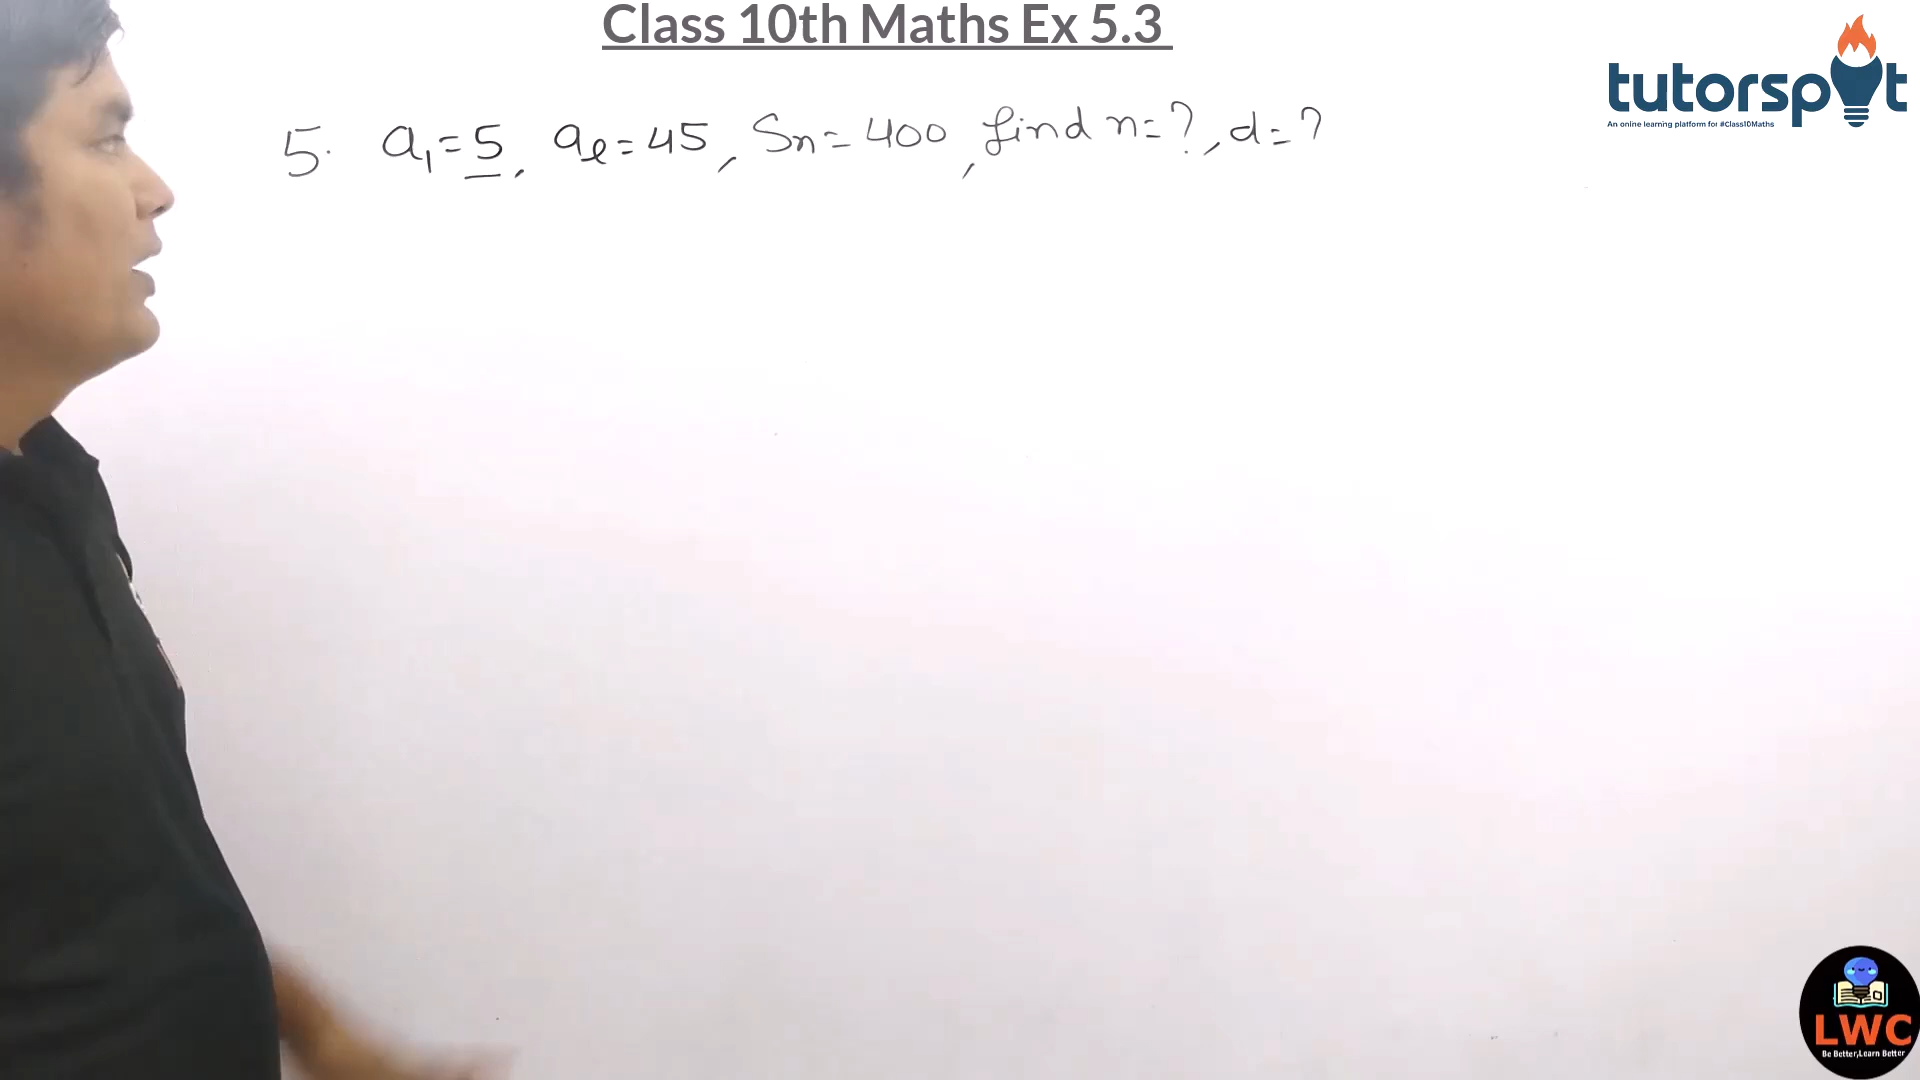 Class 10th Maths Ex 5.3
tutorspot
An online learning platform for #Class10Maths
5. a₁=5, aℓ=45, Sn=400, find n=?, d=?
LWC
Be Better,Learn Better